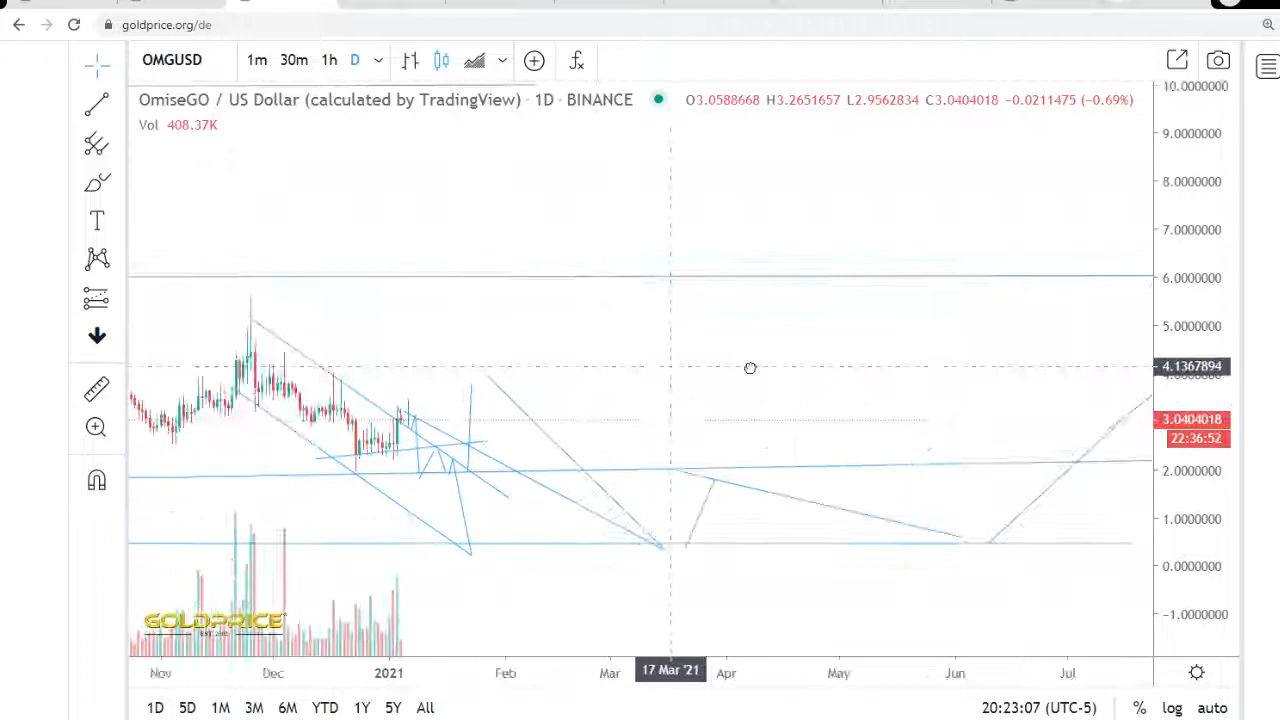 goldprice.org/de
OMGUSD 1m 30m 1h D
OmiseGO / US Dollar (calculated by TradingView) · 1D · BINANCE O3.0588668 H3.2651657 L2.9562834 C3.0404018 −0.0211475 (−0.69%)
Vol 408.37K
10.0000000
9.0000000
8.0000000
7.0000000
6.0000000
5.0000000
4.1367894
3.0404018
22:36:52
2.0000000
1.0000000
0.0000000
−1.0000000
GOLDPRICE
Nov Dec 2021 Feb Mar 17 Mar '21 Apr May Jun Jul
1D 5D 1M 3M 6M YTD 1Y 5Y All 20:23:07 (UTC-5) % log auto